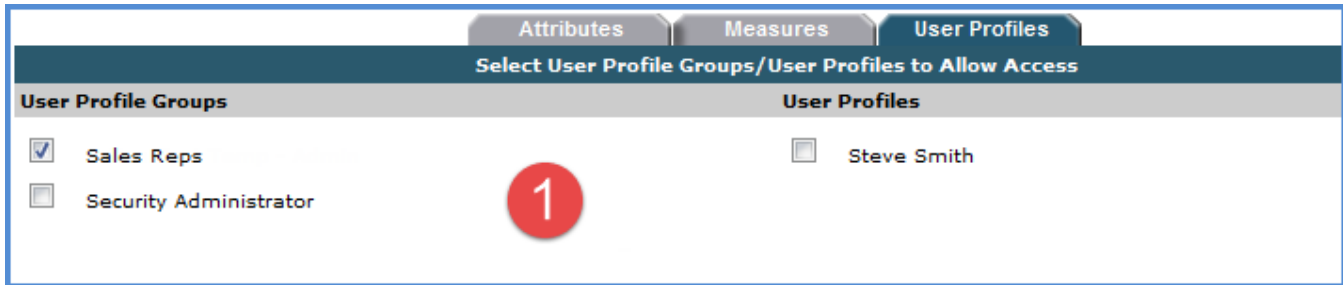 Attributes Measures User Profiles
Select User Profile Groups/User Profiles to Allow Access
User Profile Groups User Profiles
Sales Reps Steve Smith
Security Administrator
1